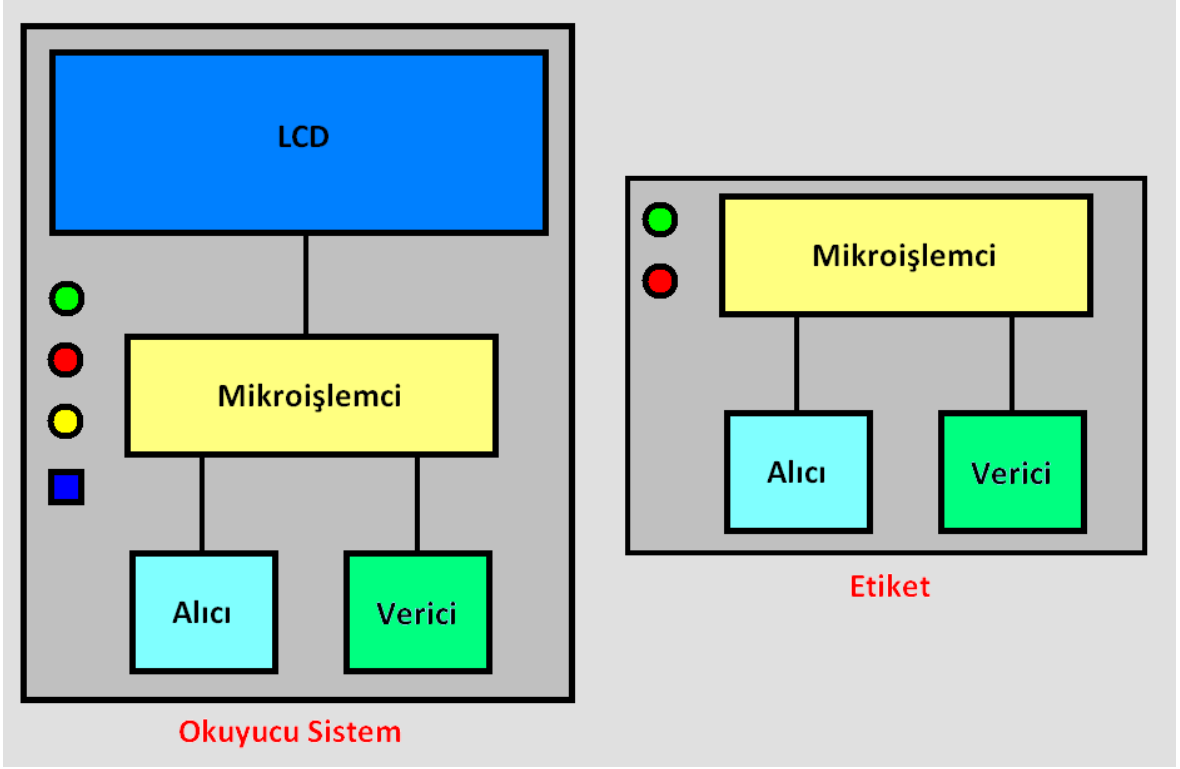 LCD
Mikroişlemci
Alıcı
Verici
Okuyucu Sistem
Mikroişlemci
Alıcı
Verici
Etiket